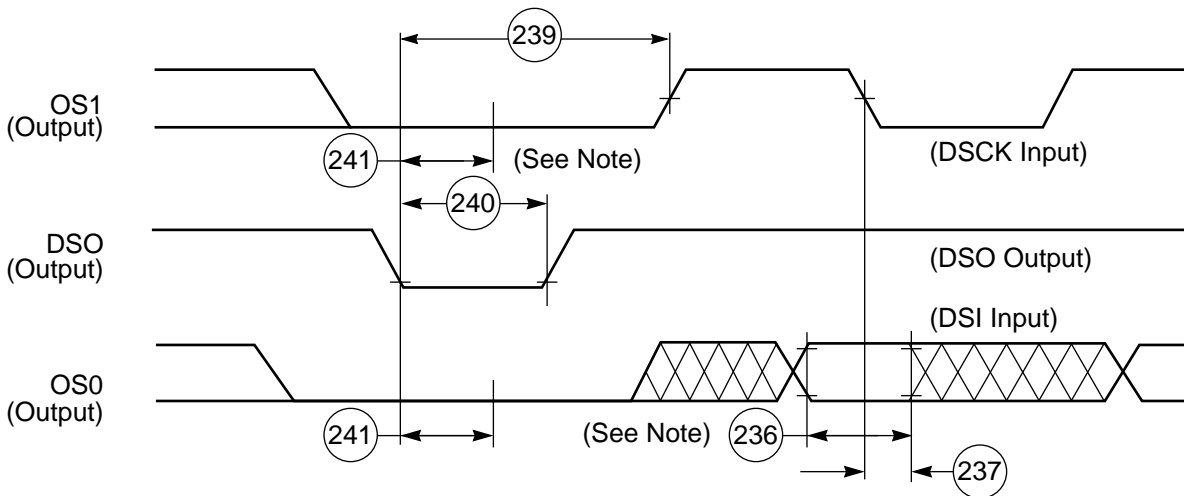 239
OS1
(Output)
241
(See Note)
(DSCK Input)
240
DSO
(Output)
(DSO Output)
(DSI Input)
OS0
(Output)
241
(See Note)
236
237